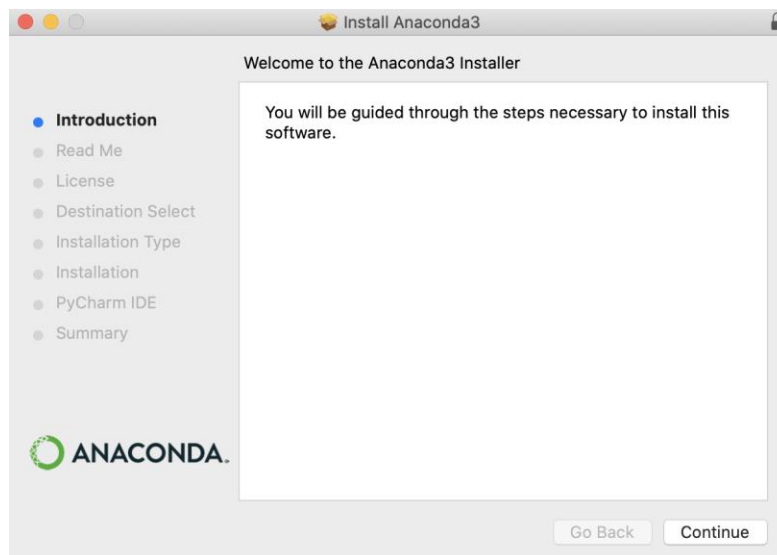 Install Anaconda3
Welcome to the Anaconda3 Installer
Introduction
Read Me
License
Destination Select
Installation Type
Installation
PyCharm IDE
Summary
You will be guided through the steps necessary to install this
software.
ANACONDA.
Go Back
Continue